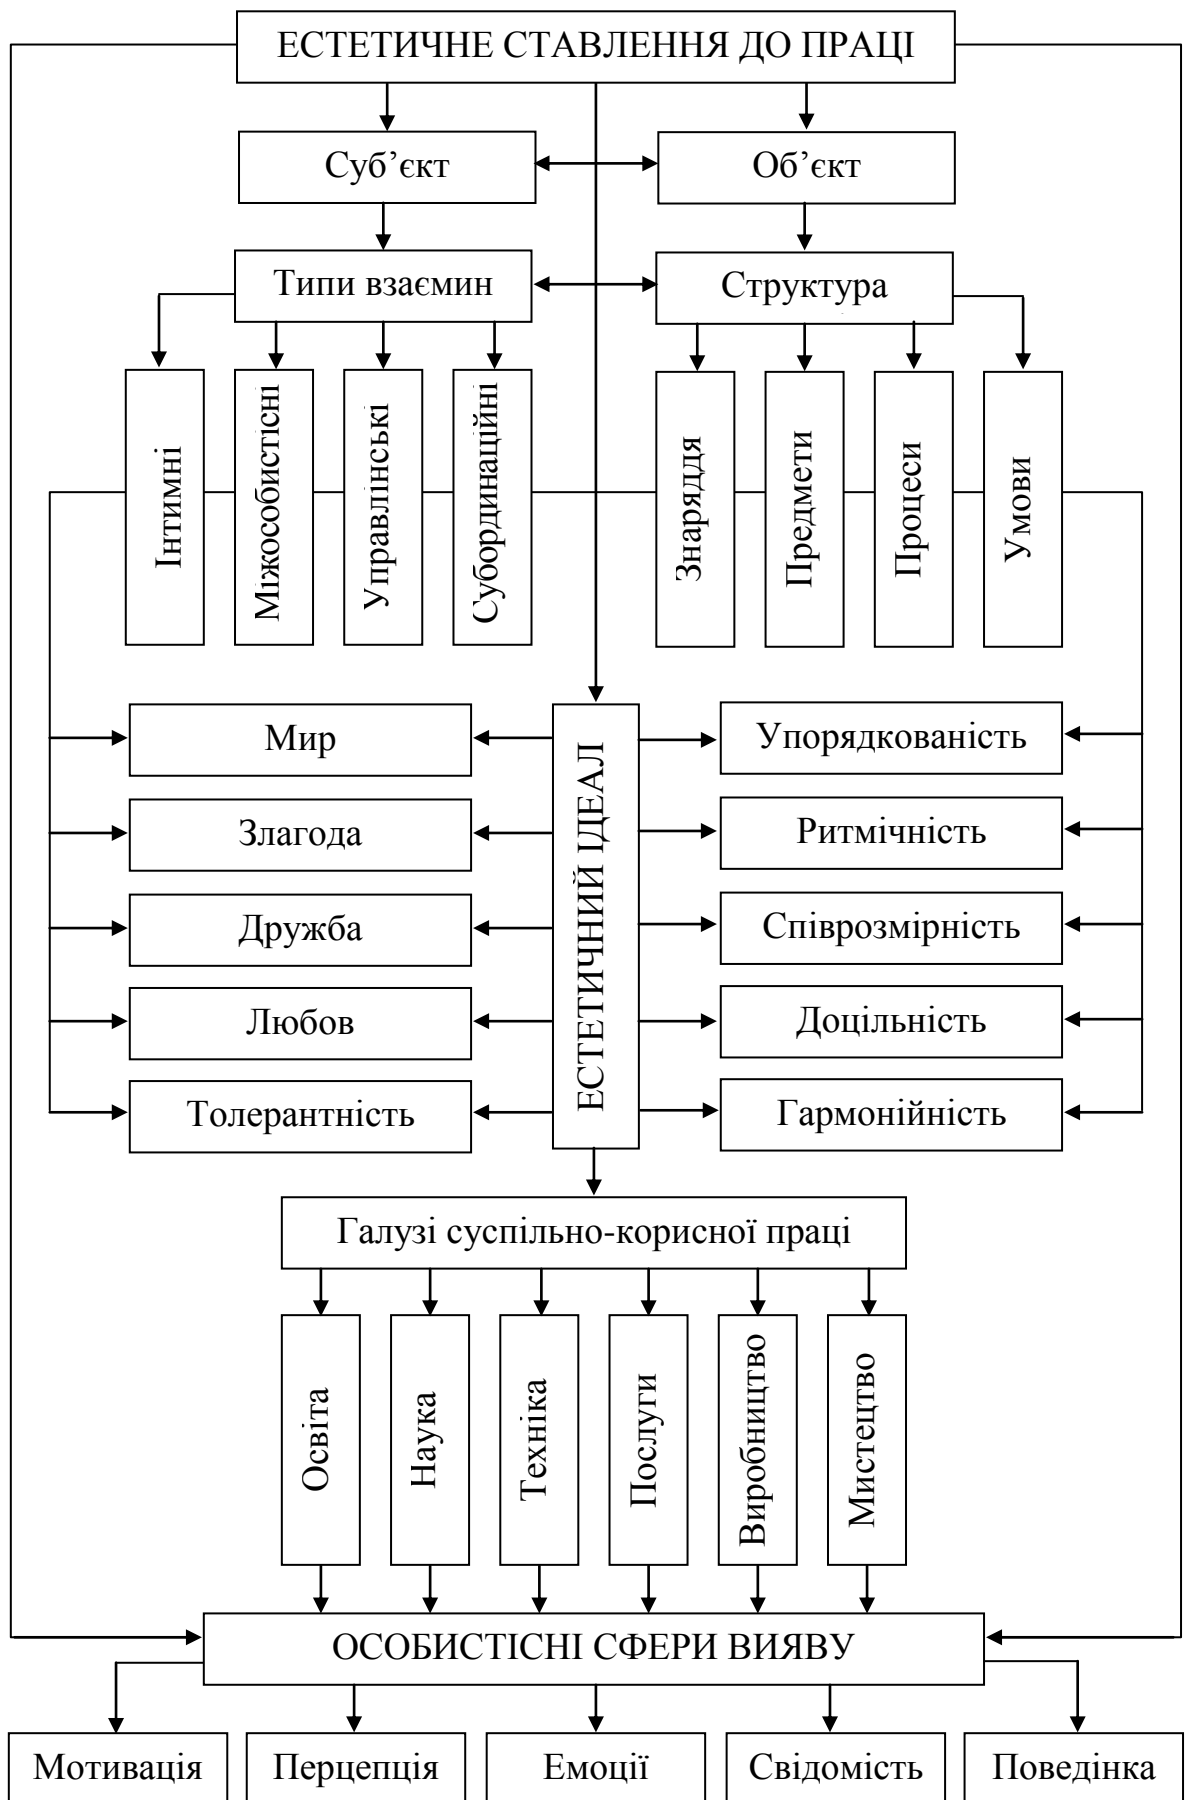 ЕСТЕТИЧНЕ СТАВЛЕННЯ ДО ПРАЦІ
Суб’єкт
Об’єкт
Типи взаємин
Структура
Інтимні
Міжособистісні
Управлінські
Субординаційні
Знаряддя
Предмети
Процеси
Умови
ЕСТЕТИЧНИЙ ІДЕАЛ
Мир
Упорядкованість
Злагода
Ритмічність
Дружба
Співрозмірність
Любов
Доцільність
Толерантність
Гармонійність
Галузі суспільно-корисної праці
Освіта
Наука
Техніка
Послуги
Виробництво
Мистецтво
ОСОБИСТІСНІ СФЕРИ ВИЯВУ
Мотивація
Перцепція
Емоції
Свідомість
Поведінка